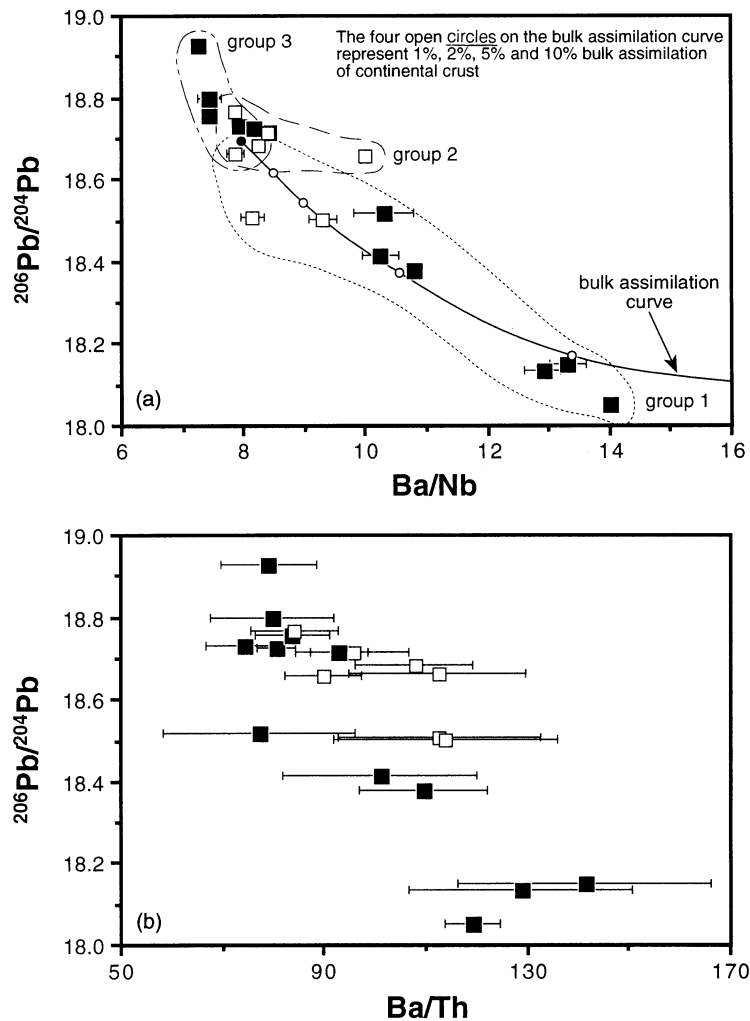 19.0
18.8
18.6
18.4
18.2
18.0
206Pb/204Pb
group 3
The four open circles on the bulk assimilation curve
represent 1%, 2%, 5% and 10% bulk assimilation
of continental crust
group 2
bulk assimilation
curve
group 1
(a)
6 8 10 12 14 16
Ba/Nb
19.0
18.8
18.6
18.4
18.2
18.0
206Pb/204Pb
(b)
50 90 130 170
Ba/Th